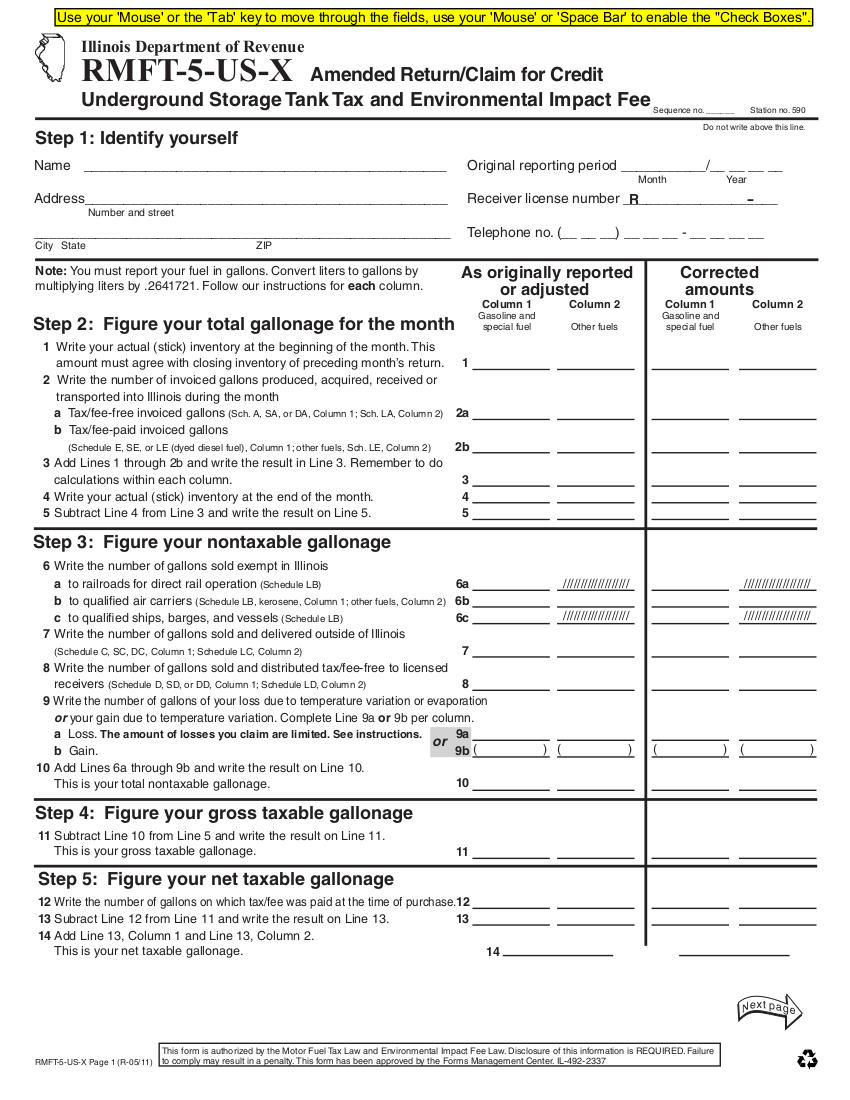 Use your 'Mouse' or the 'Tab' key to move through the fields, use your 'Mouse' or 'Space Bar' to enable the "Check Boxes".
Illinois Department of Revenue
RMFT-5-US-X Amended Return/Claim for Credit
Underground Storage Tank Tax and Environmental Impact Fee
Sequence no. ______ Station no. 590
Do not write above this line.
Step 1: Identify yourself
Name
Original reporting period ___________/__ __ __ __
Month Year
Address
Receiver license number R –
Number and street
Telephone no. (__ __ __) __ __ __ - __ __ __ __
City State ZIP
Note: You must report your fuel in gallons. Convert liters to gallons by
multiplying liters by .2641721. Follow our instructions for each column.
As originally reported
or adjusted
Corrected
amounts
Column 1 Column 2 Column 1 Column 2
Gasoline and Gasoline and
special fuel Other fuels special fuel Other fuels
Step 2: Figure your total gallonage for the month
1 Write your actual (stick) inventory at the beginning of the month. This
amount must agree with closing inventory of preceding month's return. 1
2 Write the number of invoiced gallons produced, acquired, received or
transported into Illinois during the month
a Tax/fee-free invoiced gallons (Sch. A, SA, or DA, Column 1; Sch. LA, Column 2) 2a
b Tax/fee-paid invoiced gallons
(Schedule E, SE, or LE (dyed diesel fuel), Column 1; other fuels, Sch. LE, Column 2) 2b
3 Add Lines 1 through 2b and write the result in Line 3. Remember to do
calculations within each column. 3
4 Write your actual (stick) inventory at the end of the month. 4
5 Subtract Line 4 from Line 3 and write the result on Line 5. 5
Step 3: Figure your nontaxable gallonage
6 Write the number of gallons sold exempt in Illinois
a to railroads for direct rail operation (Schedule LB) 6a /////////////////// ///////////////////
b to qualified air carriers (Schedule LB, kerosene, Column 1; other fuels, Column 2) 6b
c to qualified ships, barges, and vessels (Schedule LB) 6c /////////////////// ///////////////////
7 Write the number of gallons sold and delivered outside of Illinois
(Schedule C, SC, DC, Column 1; Schedule LC, Column 2) 7
8 Write the number of gallons sold and distributed tax/fee-free to licensed
receivers (Schedule D, SD, or DD, Column 1; Schedule LD, Column 2) 8
9 Write the number of gallons of your loss due to temperature variation or evaporation
or your gain due to temperature variation. Complete Line 9a or 9b per column.
a Loss. The amount of losses you claim are limited. See instructions. or 9a
b Gain. 9b ( ) ( ) ( ) ( )
10 Add Lines 6a through 9b and write the result on Line 10.
This is your total nontaxable gallonage. 10
Step 4: Figure your gross taxable gallonage
11 Subtract Line 10 from Line 5 and write the result on Line 11.
This is your gross taxable gallonage. 11
Step 5: Figure your net taxable gallonage
12 Write the number of gallons on which tax/fee was paid at the time of purchase. 12
13 Subract Line 12 from Line 11 and write the result on Line 13. 13
14 Add Line 13, Column 1 and Line 13, Column 2.
This is your net taxable gallonage. 14
Next page
RMFT-5-US-X Page 1 (R-05/11)
This form is authorized by the Motor Fuel Tax Law and Environmental Impact Fee Law. Disclosure of this information is REQUIRED. Failure
to comply may result in a penalty. This form has been approved by the Forms Management Center. IL-492-2337